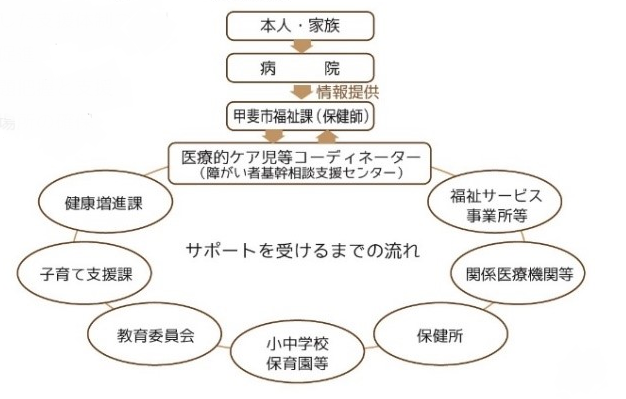 本人・家族
病　　院
情報提供
甲斐市福祉課（保健師）
医療的ケア児等コーディネーター
（障がい者基幹相談支援センター）
健康増進課
福祉サービス
事業所等
サポートを受けるまでの流れ
子育て支援課
関係医療機関等
教育委員会
小中学校
保育園等
保健所